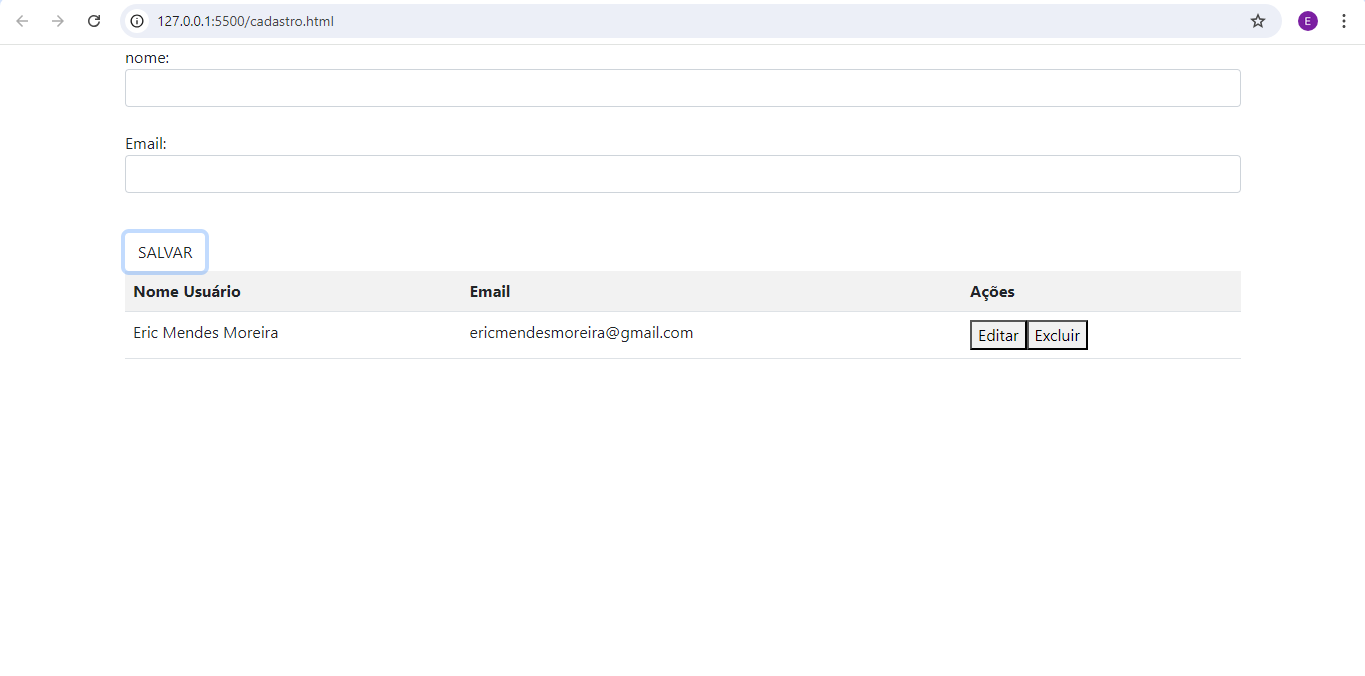 127.0.0.1:5500/cadastro.html
E
nome:
Email:
SALVAR
Nome Usuário Email Ações
Eric Mendes Moreira ericmendesmoreira@gmail.com Editar Excluir